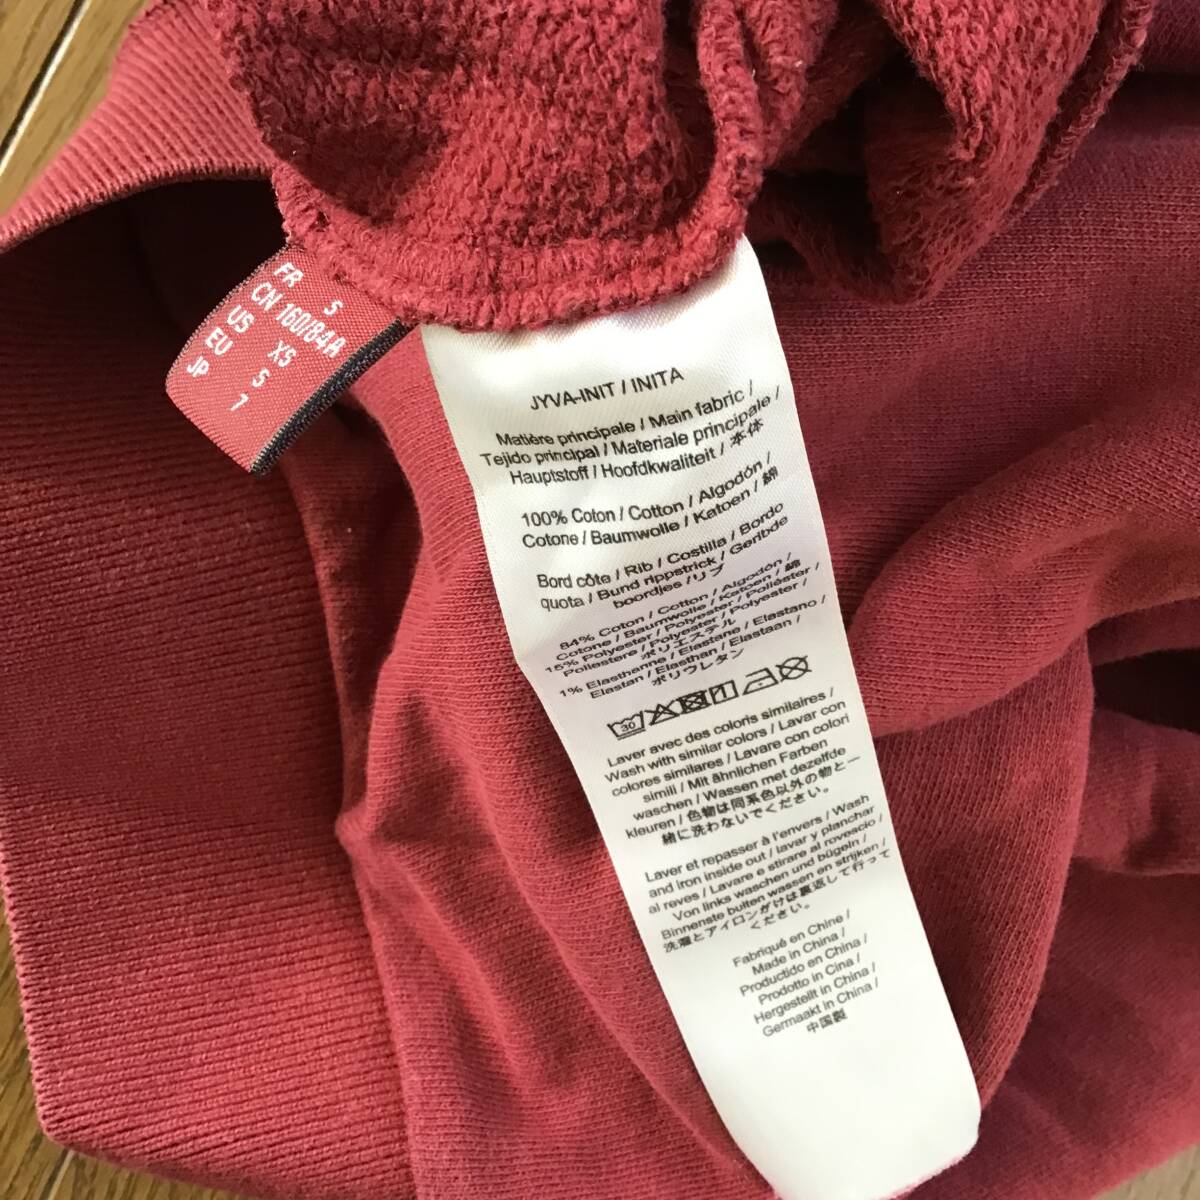 FR S
CN 160/84A
US XS
EU S
JP 1
JYVA-INIT / INITA
Matière principale / Main fabric /
Tejido principal / Materiale principale /
Hauptstoff / Hoofdkwaliteit / 本体
100% Coton / Cotton / Algodón /
Cotone / Baumwolle / Katoen / 綿
Bord côte / Rib / Costilla / Bordo
quota / Bund rippstrick / Geribde
boordjes / リブ
84% Coton / Cotton / Algodón /
Cotone / Baumwolle / Katoen / 綿
15% Polyester / Polyester / Poliéster /
Poliestere / Polyester / Polyester /
ポリエステル
1% Elasthanne / Elastane / Elastano /
Elastan / Elasthan / Elastaan /
ポリウレタン
30
Laver avec des coloris similaires /
Wash with similar colors / Lavar con
colores similares / Lavare con colori
simili / Mit ähnlichen Farben
waschen / Wassen met dezelfde
kleuren / 色物は同系色以外の物と一
緒に洗わないでください。
Laver et repasser à l'envers / Wash
and iron inside out / lavar y planchar
al reves / Lavare e stirare al rovescio /
Von links waschen und bügeln /
Binnenste buiten wassen en strijken /
洗濯とアイロンがけは裏返して行って
ください。
Fabriqué en Chine /
Made in China /
Productido en China /
Prodotto in Cina /
Hergestellt in China /
Germaakt in China /
中国製